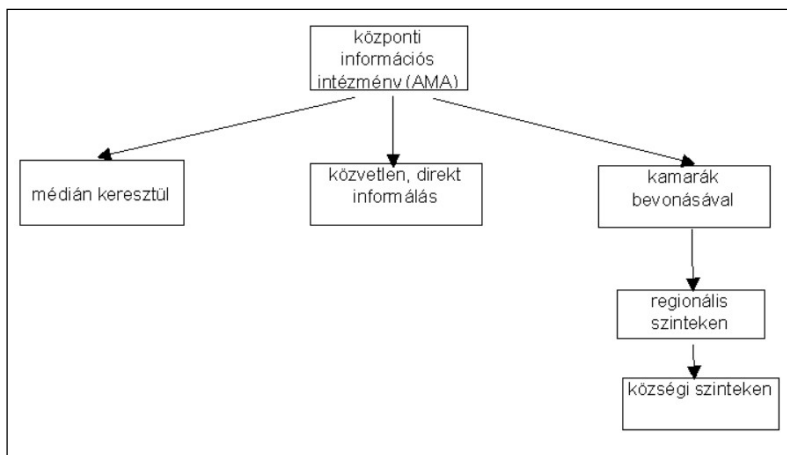 központi
információs
intézmény (AMA)
médián keresztül
közvetlen, direkt
informálás
kamarák
bevonásával
regionális
szinteken
községi szinteken